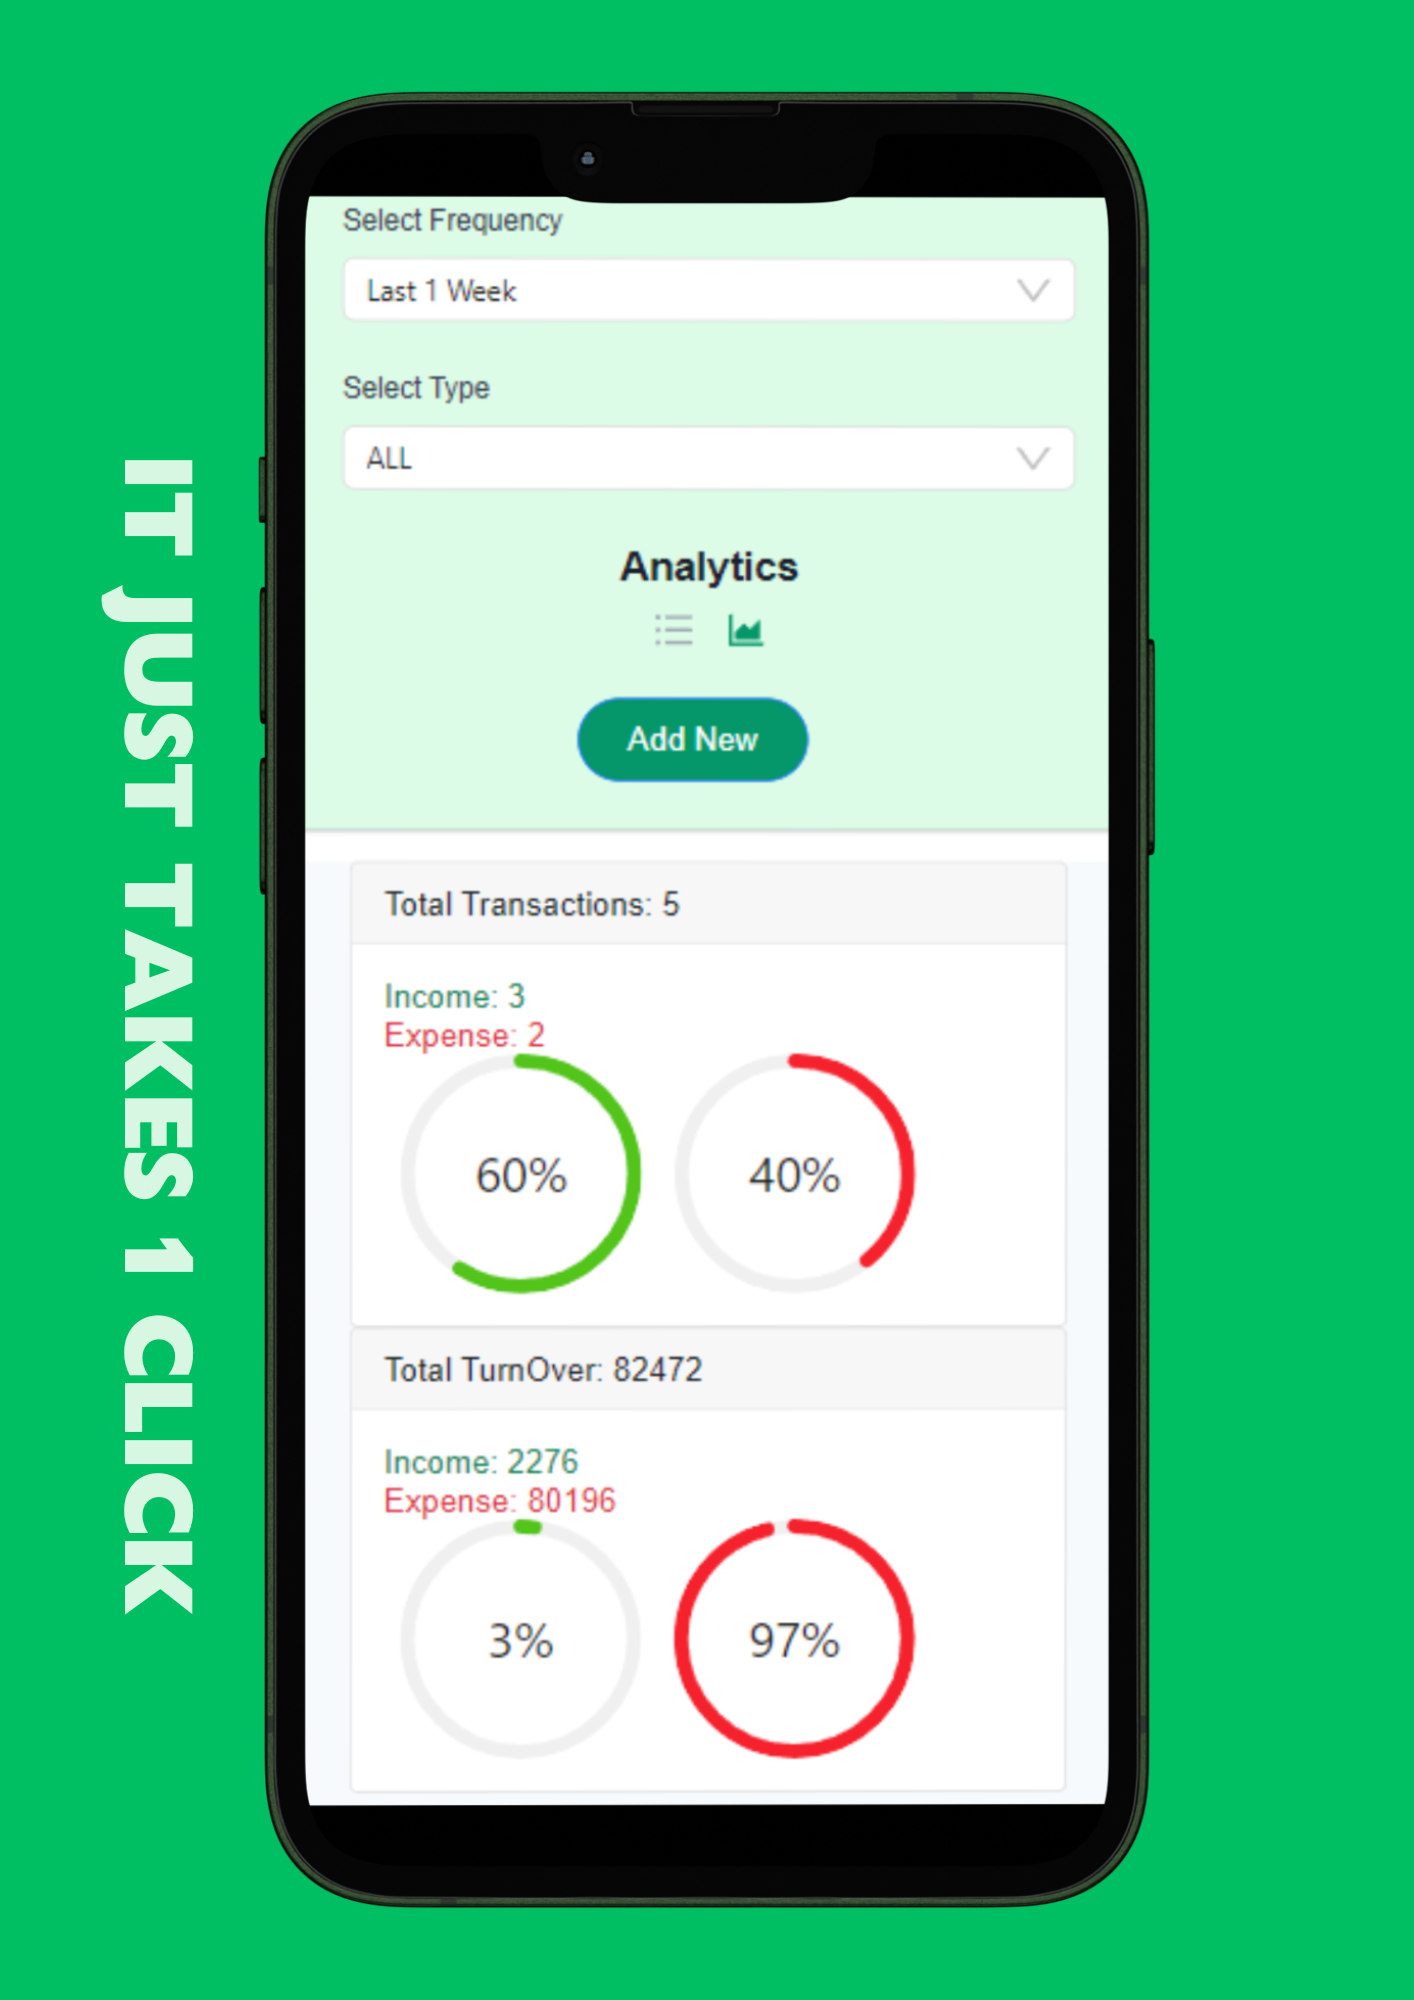 IT JUST TAKES 1 CLICK
Select Frequency
Last 1 Week
Select Type
ALL
Analytics
Add New
Total Transactions: 5
Income: 3
Expense: 2
60% 40%
Total TurnOver: 82472
Income: 2276
Expense: 80196
3% 97%